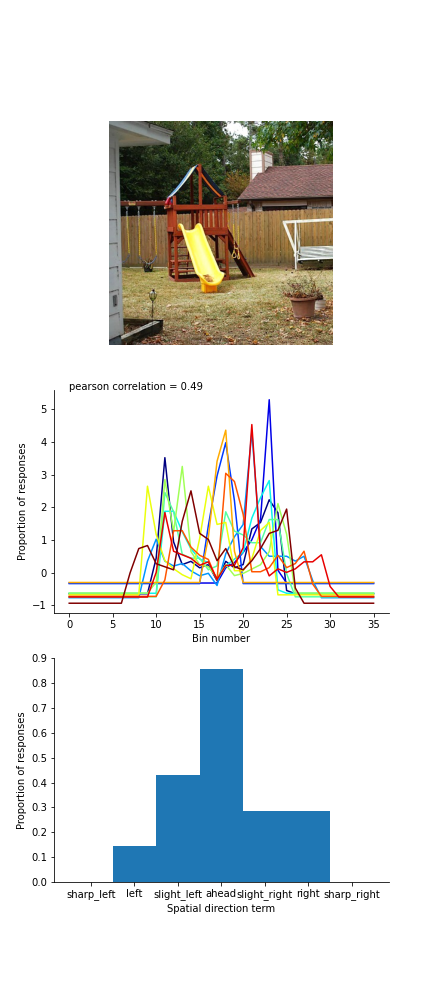 pearson correlation = 0.49
Proportion of responses
5
4
3
2
1
0
−1
0 5 10 15 20 25 30 35
Bin number
Proportion of responses
0.9
0.8
0.7
0.6
0.5
0.4
0.3
0.2
0.1
0.0
sharp_left left slight_left ahead slight_right right sharp_right
Spatial direction term